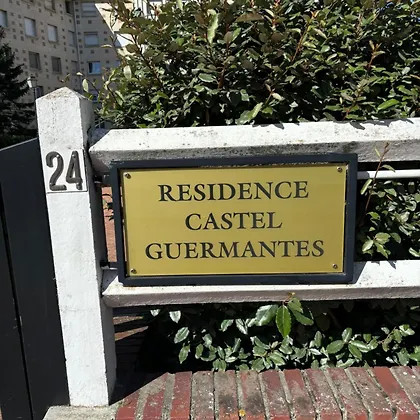 24
RESIDENCE
CASTEL
GUERMANTES